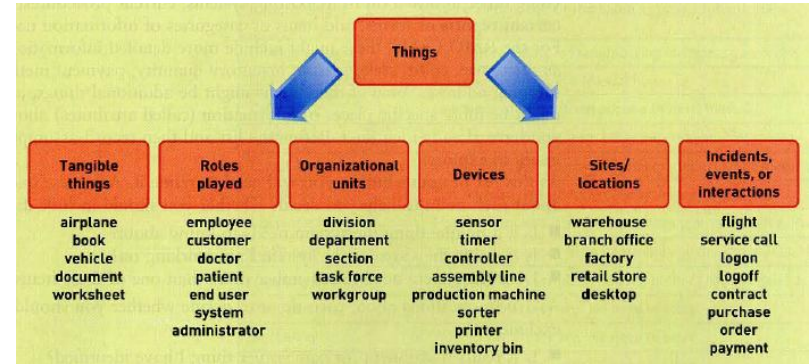 Things
Tangible
things
airplane
book
vehicle
document
worksheet
Roles
played
employee
customer
doctor
patient
end user
system
administrator
Organizational
units
division
department
section
task force
workgroup
Devices
sensor
timer
controller
assembly line
production machine
sorter
printer
inventory bin
Sites/
locations
warehouse
branch office
factory
retail store
desktop
Incidents,
events, or
interactions
flight
service call
logon
logoff
contract
purchase
order
payment